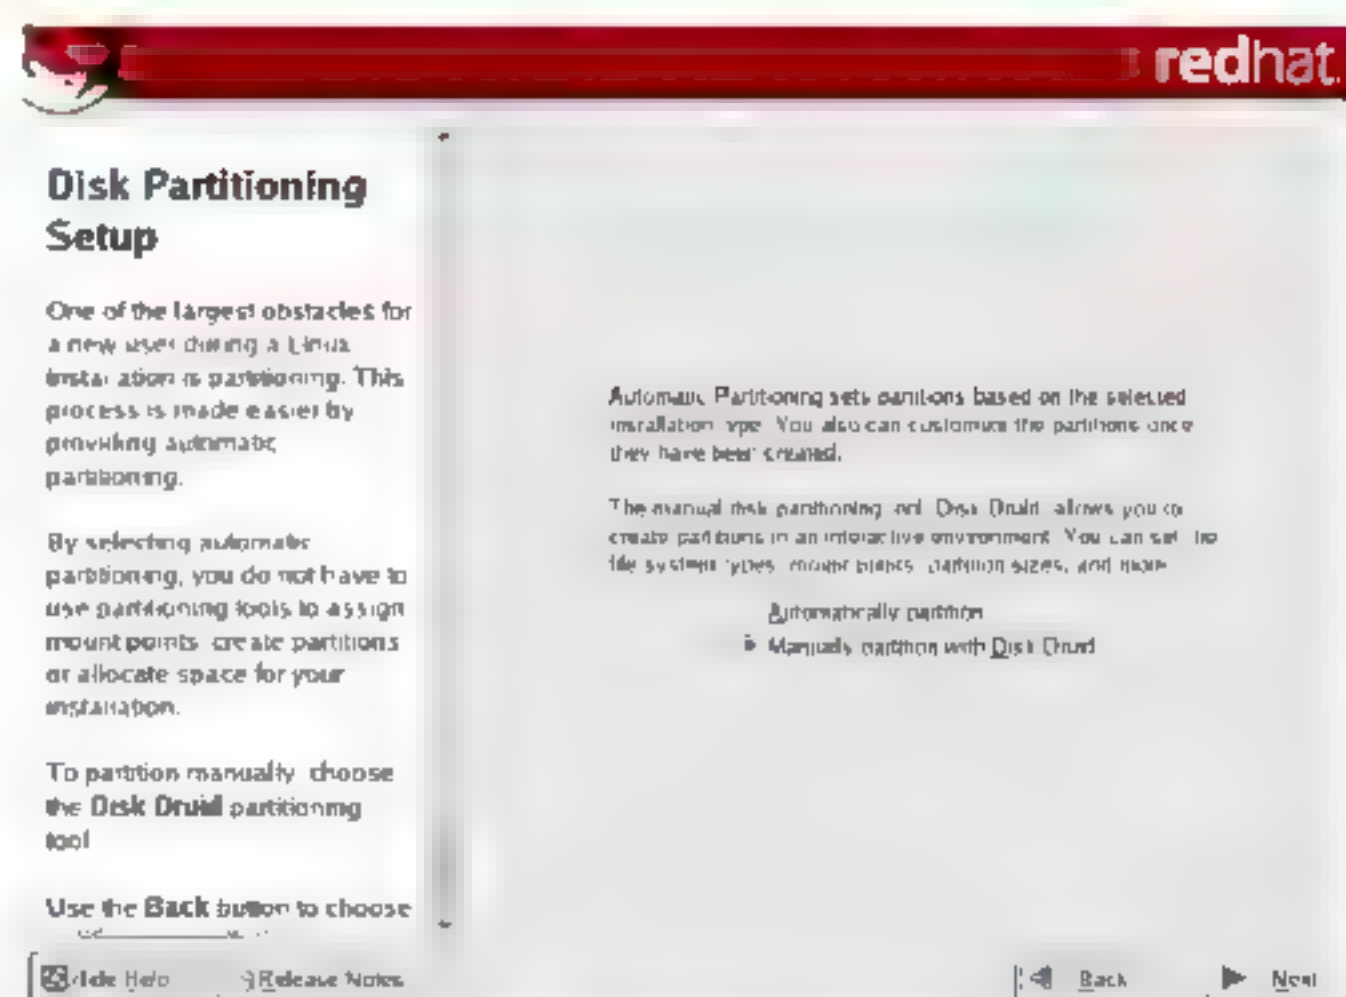 redhat.
Disk Partitioning
Setup
One of the largest obstacles for
a new user during a Linux
installation is partitioning. This
process is made easier by
providing automatic
partitioning.
By selecting automatic
partitioning, you do not have to
use partitioning tools to assign
mount points, create partitions
or allocate space for your
installation.
To partition manually, choose
the Disk Druid partitioning
tool
Use the Back button to choose
Automatic Partitioning sets partitions based on the selected
installation type. You also can customize the partitions once
they have been created.
The manual disk partitioning tool, Disk Druid, allows you to
create partitions in an interactive environment. You can set the
file system types, mount points, partition sizes, and more
Automatically partition
Manually partition with Disk Druid
Hide Help
Release Notes
Back
Next